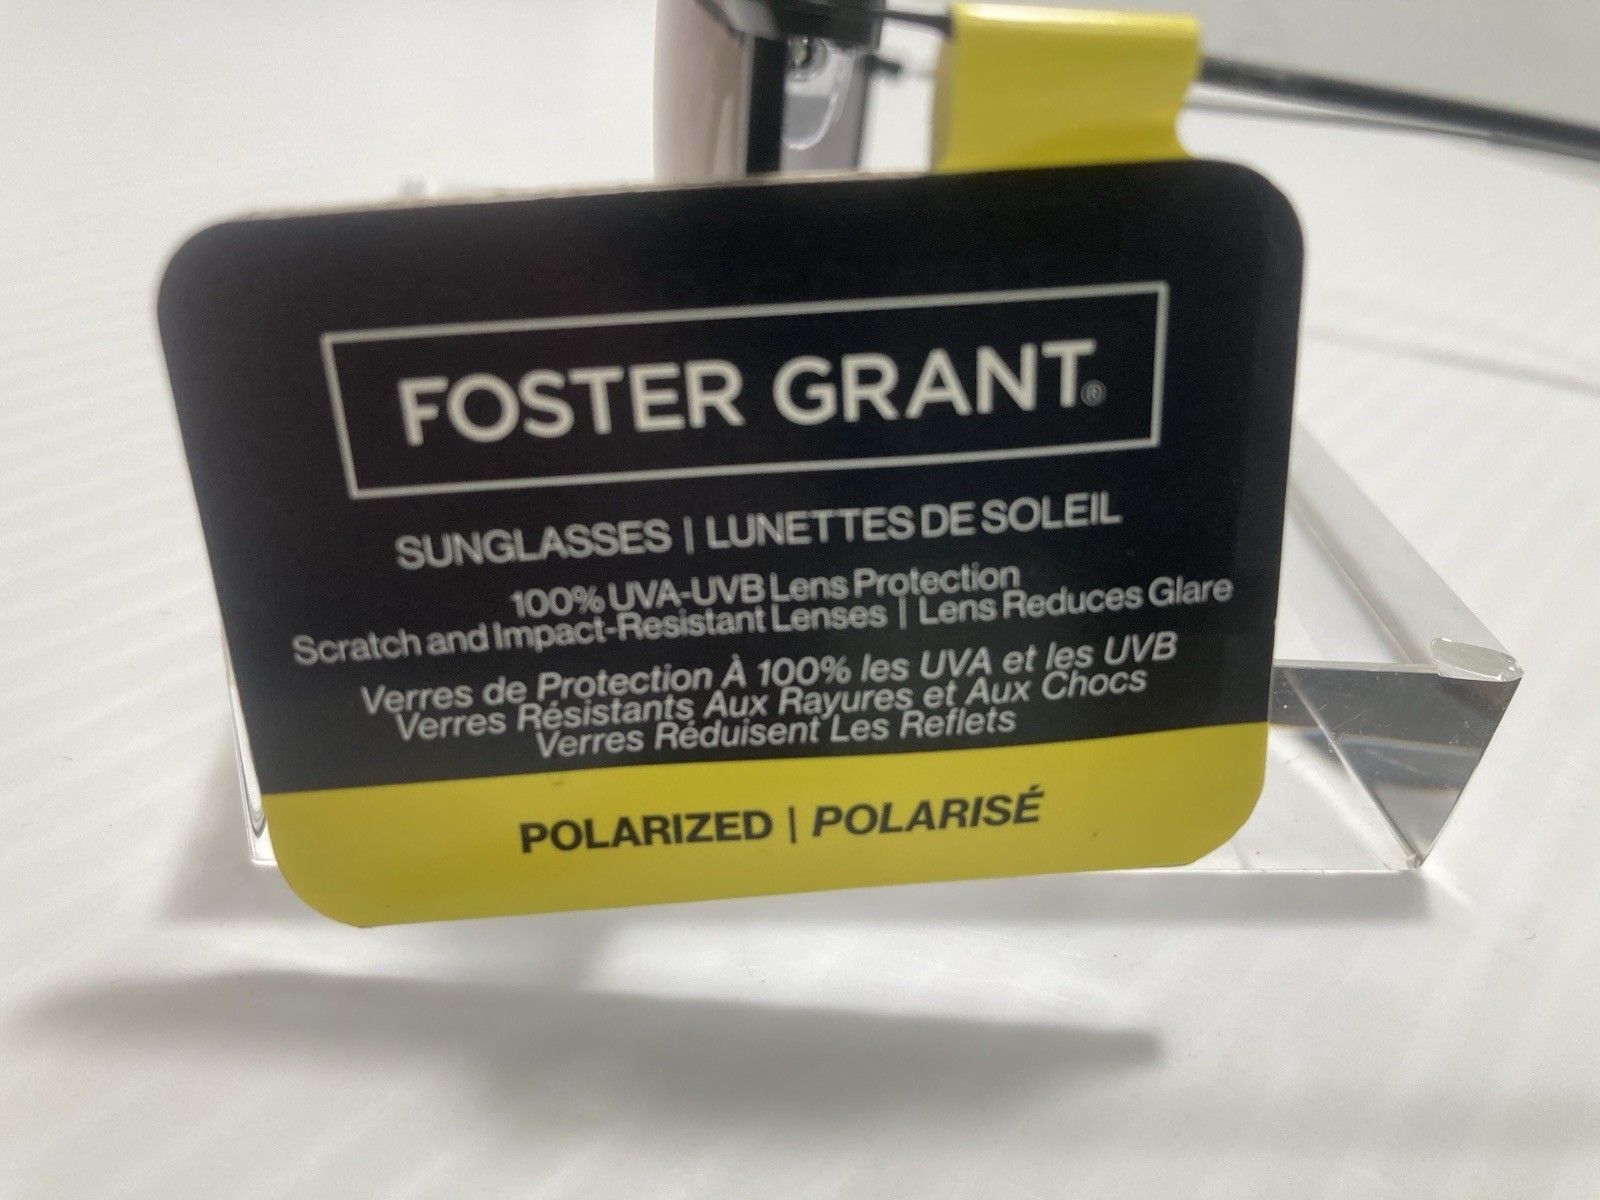 FOSTER GRANT®
SUNGLASSES | LUNETTES DE SOLEIL
100% UVA-UVB Lens Protection
Scratch and Impact-Resistant Lenses | Lens Reduces Glare
Verres de Protection À 100% les UVA et les UVB
Verres Résistants Aux Rayures et Aux Chocs
Verres Réduisent Les Reflets
POLARIZED | POLARISÉ